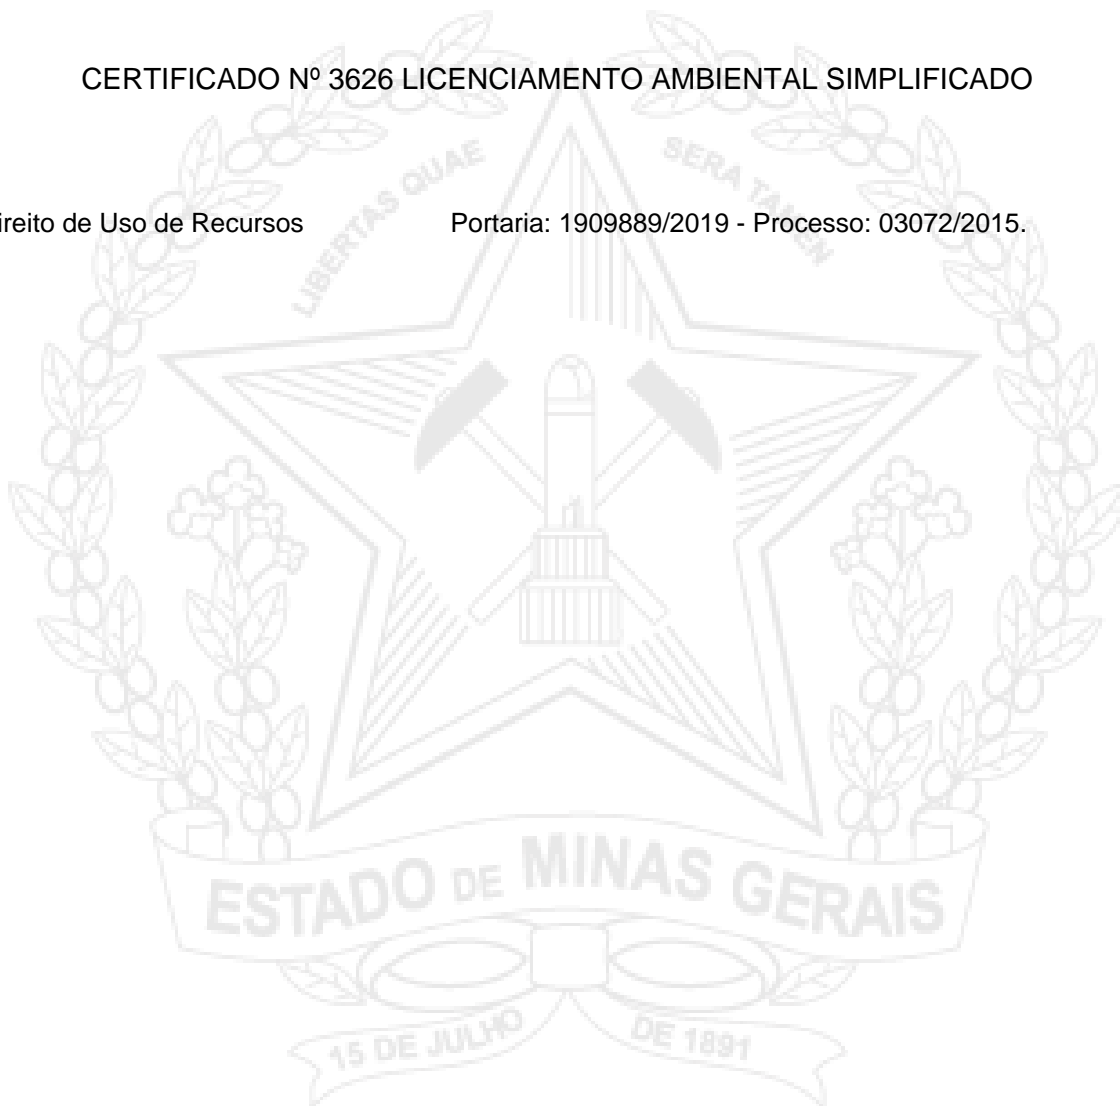 CERTIFICADO Nº 3626 LICENCIAMENTO AMBIENTAL SIMPLIFICADO
LIBERTAS QUAE SERA TAMEN
ireito de Uso de Recursos Portaria: 1909889/2019 - Processo: 03072/2015.
ESTADO DE MINAS GERAIS
15 DE JULHO DE 1891